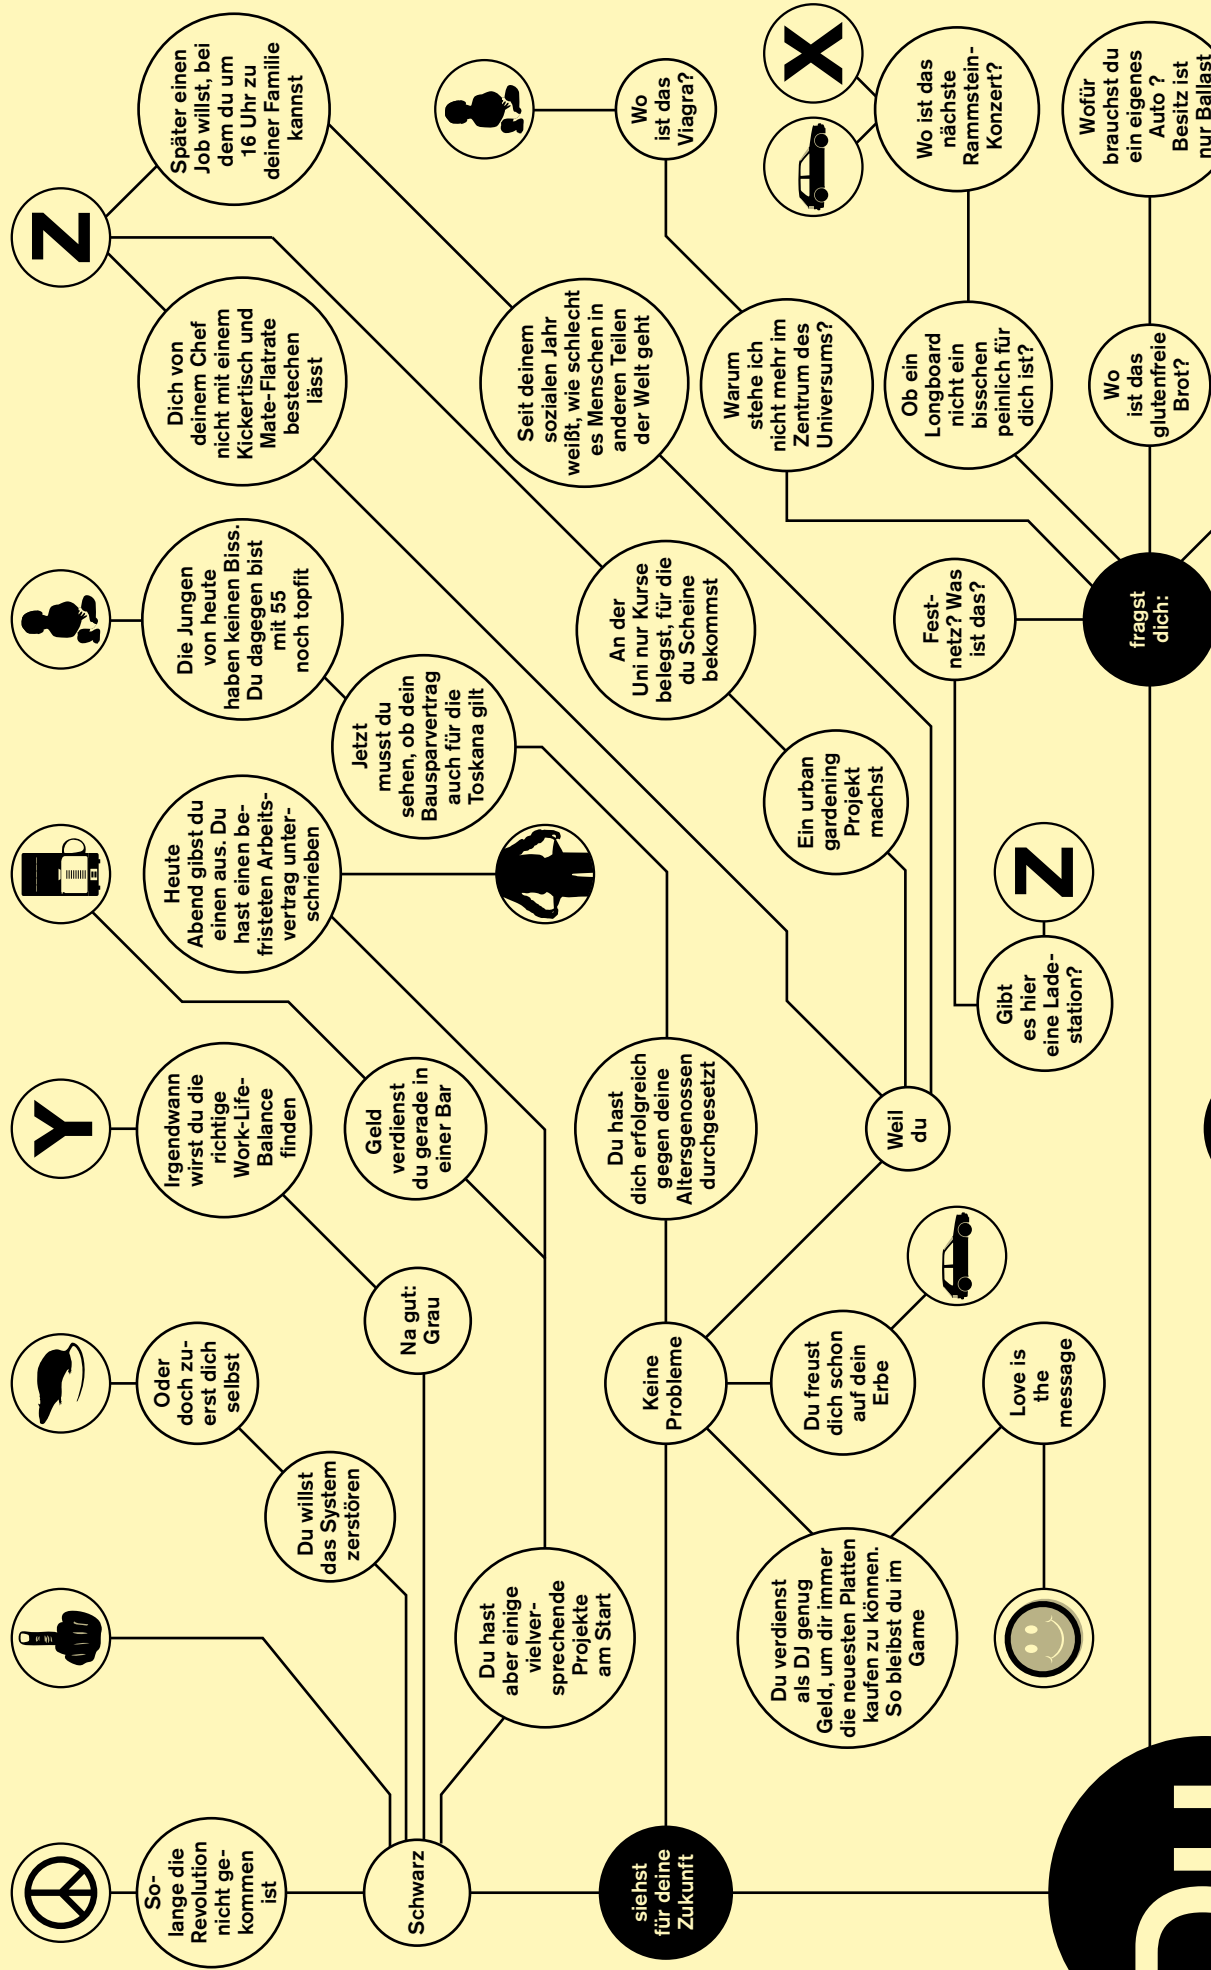 So-
lange die
Revolution
nicht ge-
kommen
ist
Oder
doch zu-
erst dich
selbst
Y
Irgendwann
wirst du die
richtige
Work-Life-
Balance
finden
Heute
Abend gibst du
einen aus. Du
hast einen be-
fristeten Arbeits-
vertrag unter-
schrieben
Die Jungen
von heute
haben keinen Biss.
Du dagegen bist
mit 55
noch topfit
Dich von
deinem Chef
nicht mit einem
Kickertisch und
Mate-Flatrate
bestechen
lässt
Z
Später einen
Job willst, bei
dem du um
16 Uhr zu
deiner Familie
kannst
Du willst
das System
zerstören
Schwarz
Na gut:
Grau
Geld
verdienst
du gerade in
einer Bar
Jetzt
musst du
sehen, ob dein
Bausparvertrag
auch für die
Toskana gilt
Du hast
aber einige
vielver-
sprechende
Projekte
am Start
Seit deinem
sozialen Jahr
weißt, wie schlecht
es Menschen in
anderen Teilen
der Welt geht
siehst
für deine
Zukunft
Keine
Probleme
Du hast
dich erfolgreich
gegen deine
Altersgenossen
durchgesetzt
An der
Uni nur Kurse
belegst, für die
du Scheine
bekommst
Wo
ist das
Viagra?
Du verdienst
als DJ genug
Geld, um dir immer
die neuesten Platten
kaufen zu können.
So bleibst du im
Game
Du freust
dich schon
auf dein
Erbe
Weil
du
Ein urban
gardening
Projekt
machst
Warum
stehe ich
nicht mehr im
Zentrum des
Universums?
X
Love is
the
message
Gibt
es hier
eine Lade-
station?
Z
Fest-
netz? Was
ist das?
Ob ein
Longboard
nicht ein
bisschen
peinlich für
dich ist?
Wo ist das
nächste
Rammstein-
Konzert?
DU
fragst
dich:
Wo
ist das
glutenfreie
Brot?
Wofür
brauchst du
ein eigenes
Auto ?
Besitz ist
nur Ballast